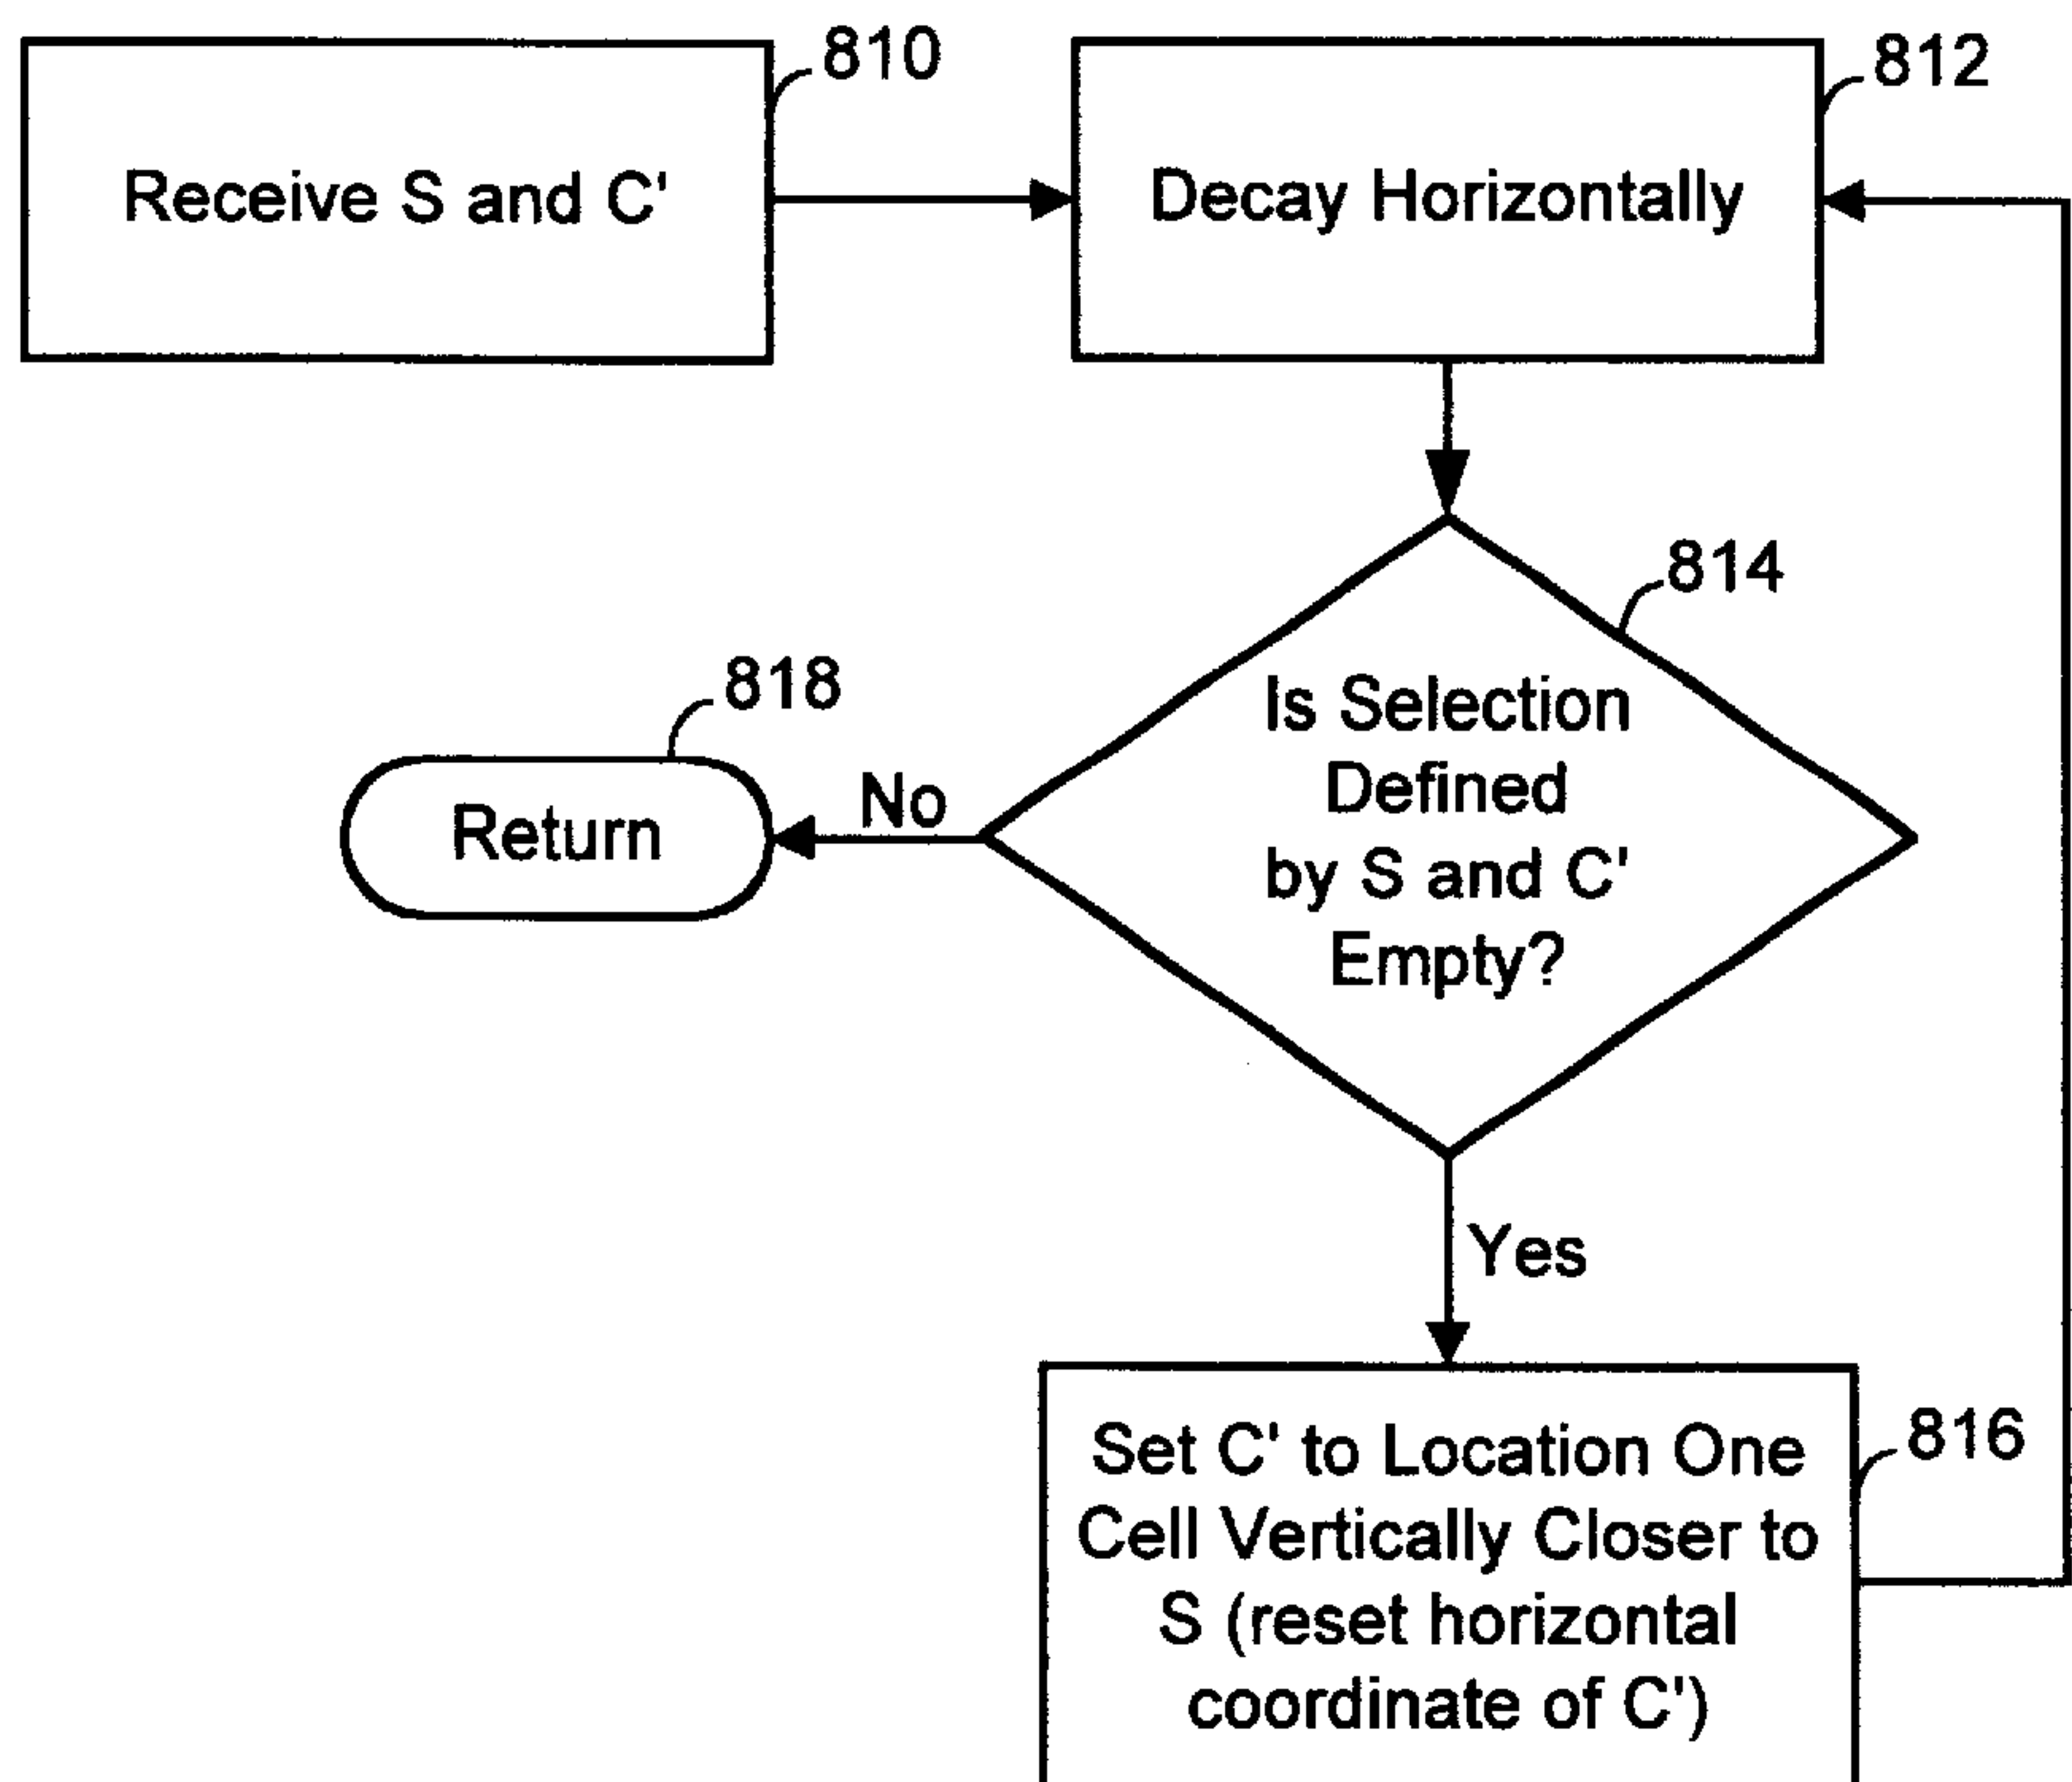 810
Receive S and C'
812
Decay Horizontally
814
Is Selection
Defined
by S and C'
Empty?
818
Return
No
Yes
816
Set C' to Location One
Cell Vertically Closer to
S (reset horizontal
coordinate of C')